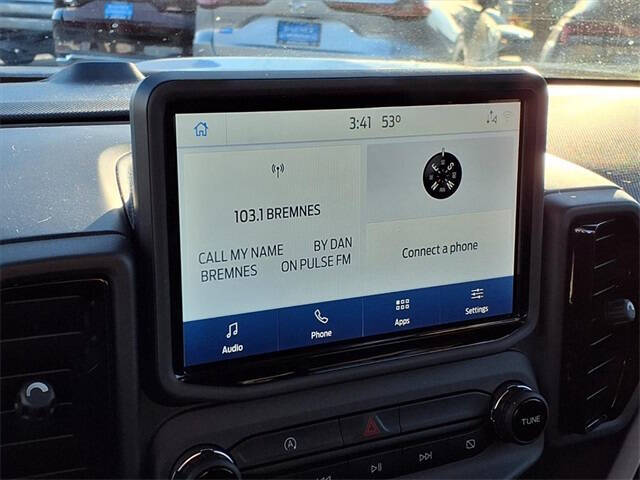 3:41 53°
103.1 BREMNES
CALL MY NAME BY DAN
BREMNES ON PULSE FM
Connect a phone
Audio
Phone
Apps
Settings
TUNE